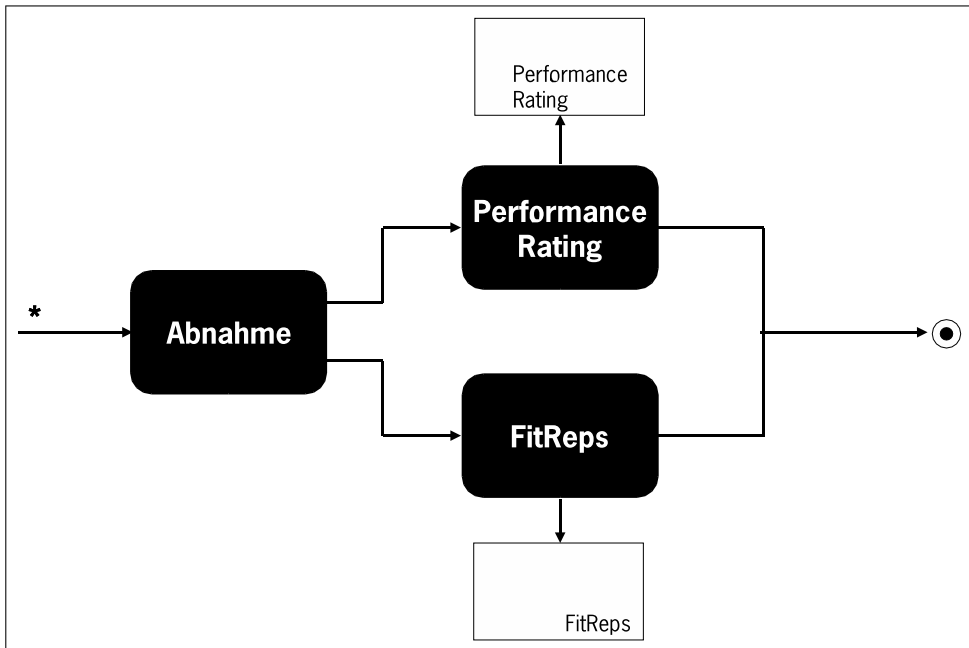 Performance
Rating
Performance
Rating
*
Abnahme
FitReps
FitReps